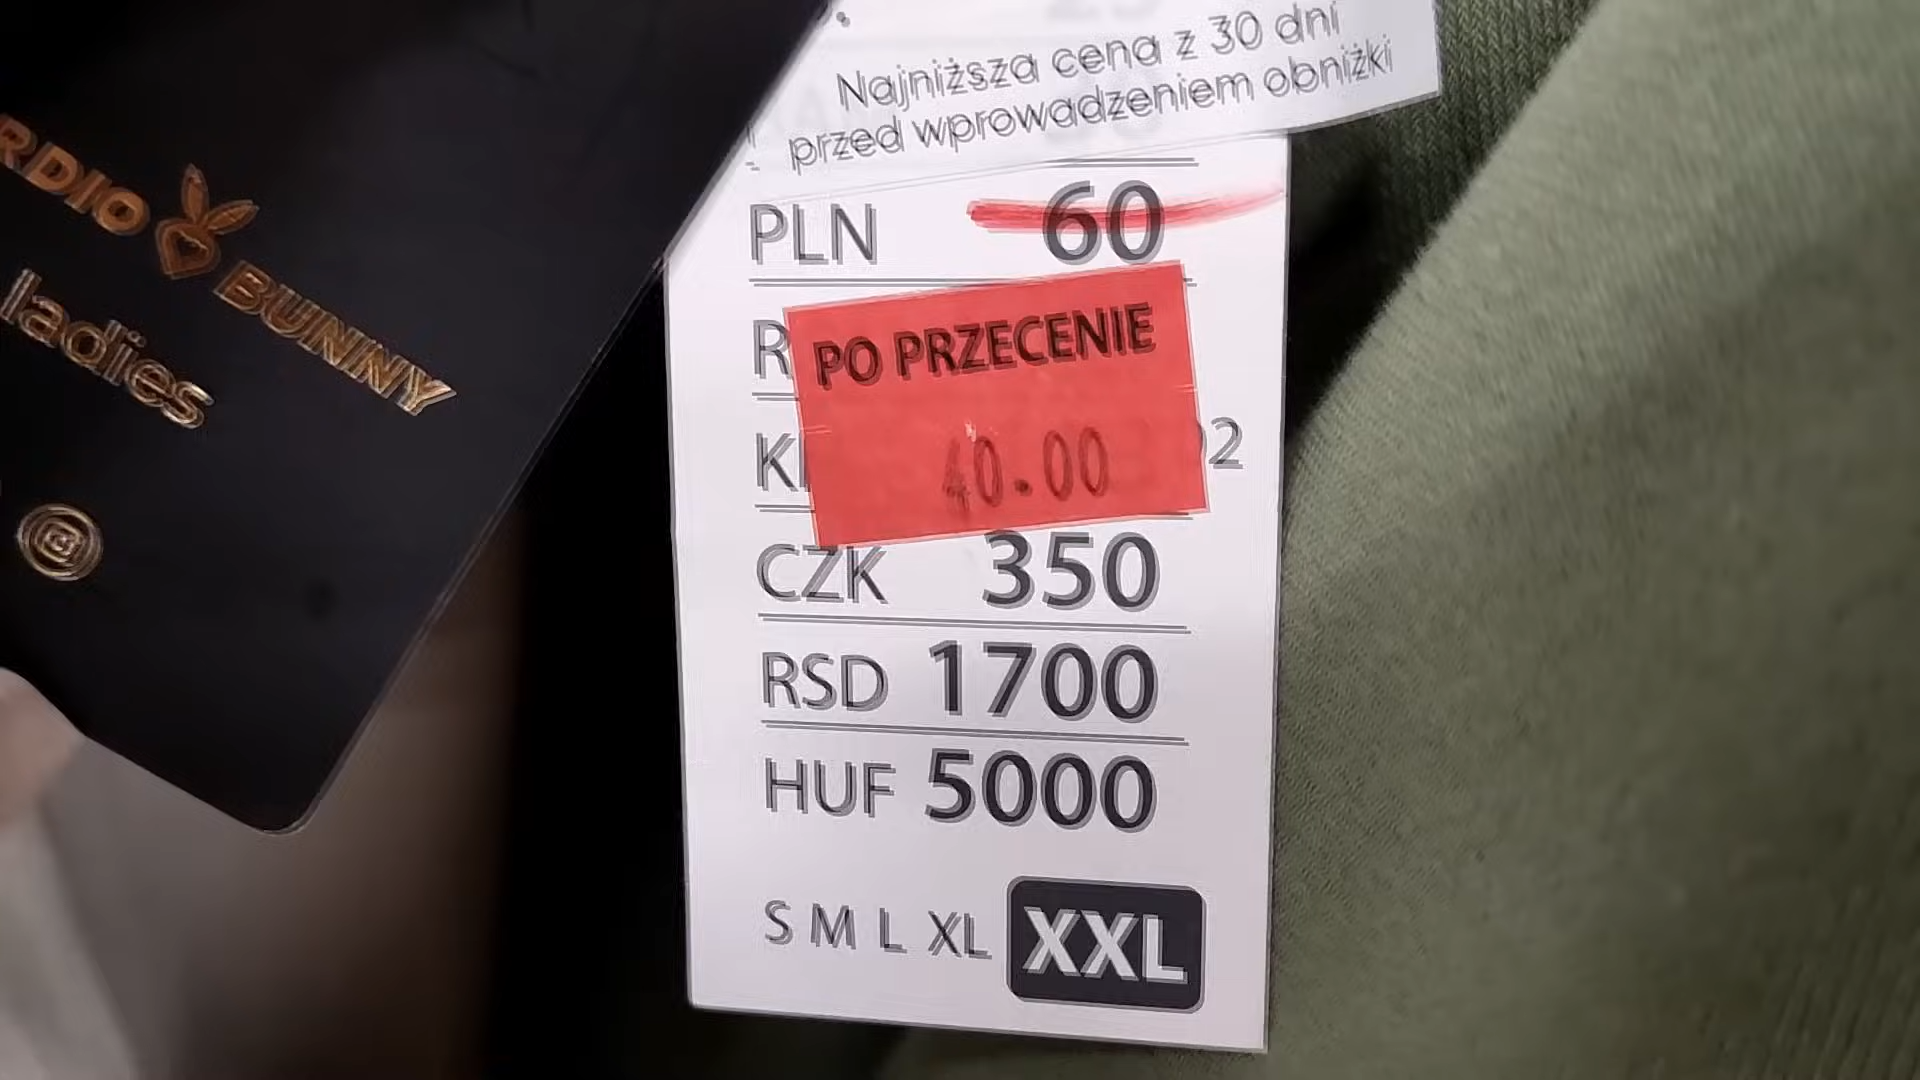 RDIO BUNNY
ladies
Najniższa cena z 30 dni
przed wprowadzeniem obniżki
PLN 60
PO PRZECENIE
40.00
CZK 350
RSD 1700
HUF 5000
S M L XL XXL